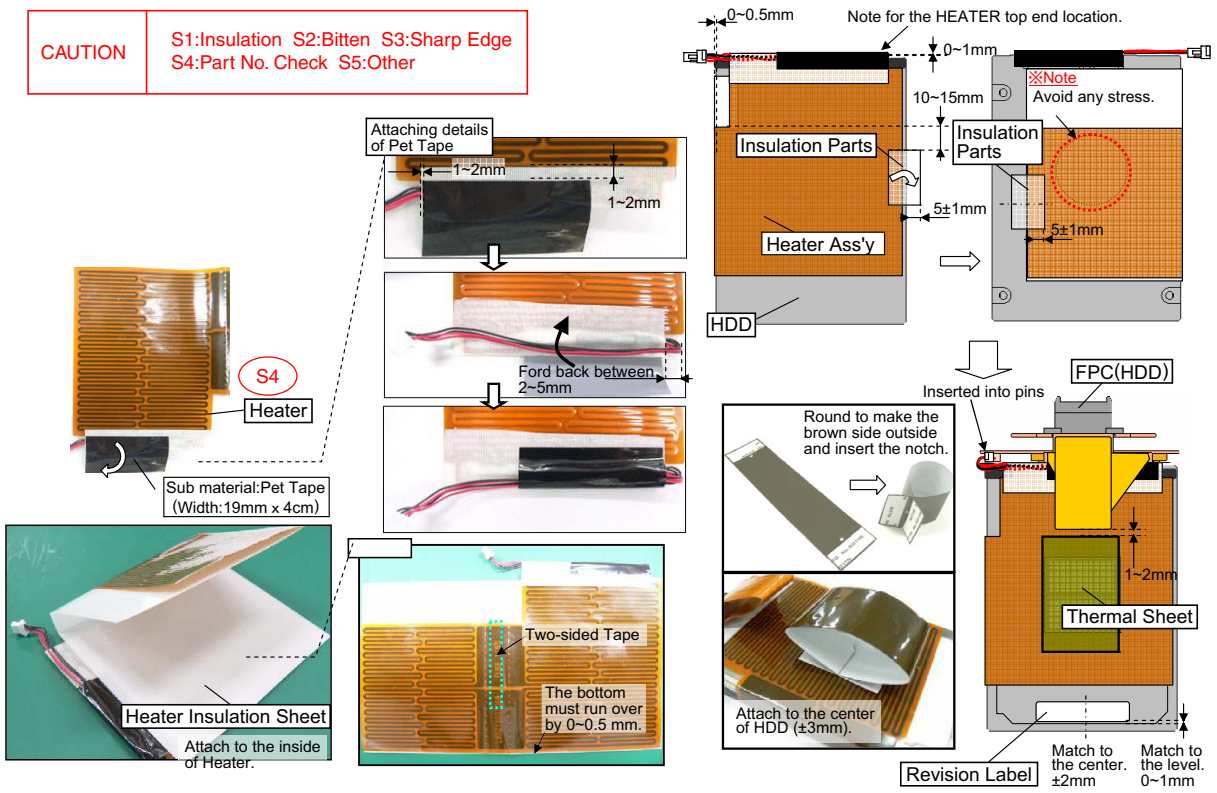 CAUTION
S1:Insulation S2:Bitten S3:Sharp Edge
S4:Part No. Check S5:Other
Attaching details
of Pet Tape
1~2mm
1~2mm
Ford back between
2~5mm
S4
Heater
Sub material:Pet Tape
(Width:19mm x 4cm)
Heater Insulation Sheet
Attach to the inside
of Heater.
Two-sided Tape
The bottom
must run over
by 0~0.5 mm.
0~0.5mm
Note for the HEATER top end location.
0~1mm
10~15mm
Insulation Parts
5±1mm
Heater Ass'y
HDD
※Note
Avoid any stress.
Insulation
Parts
5±1mm
Inserted into pins
FPC(HDD)
Round to make the
brown side outside
and insert the notch.
Attach to the center
of HDD (±3mm).
1~2mm
Thermal Sheet
Revision Label
Match to
the center.
±2mm
Match to
the level.
0~1mm